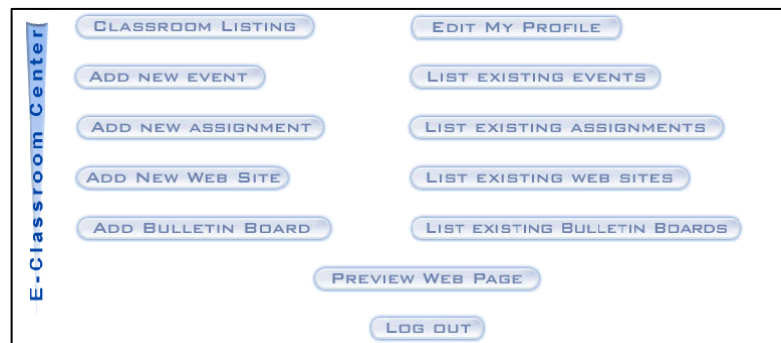 E-Classroom Center
Classroom Listing
Edit My Profile
Add new event
List existing events
Add new assignment
List existing assignments
Add New Web Site
List existing web sites
Add Bulletin Board
List existing Bulletin Boards
Preview Web Page
Log out